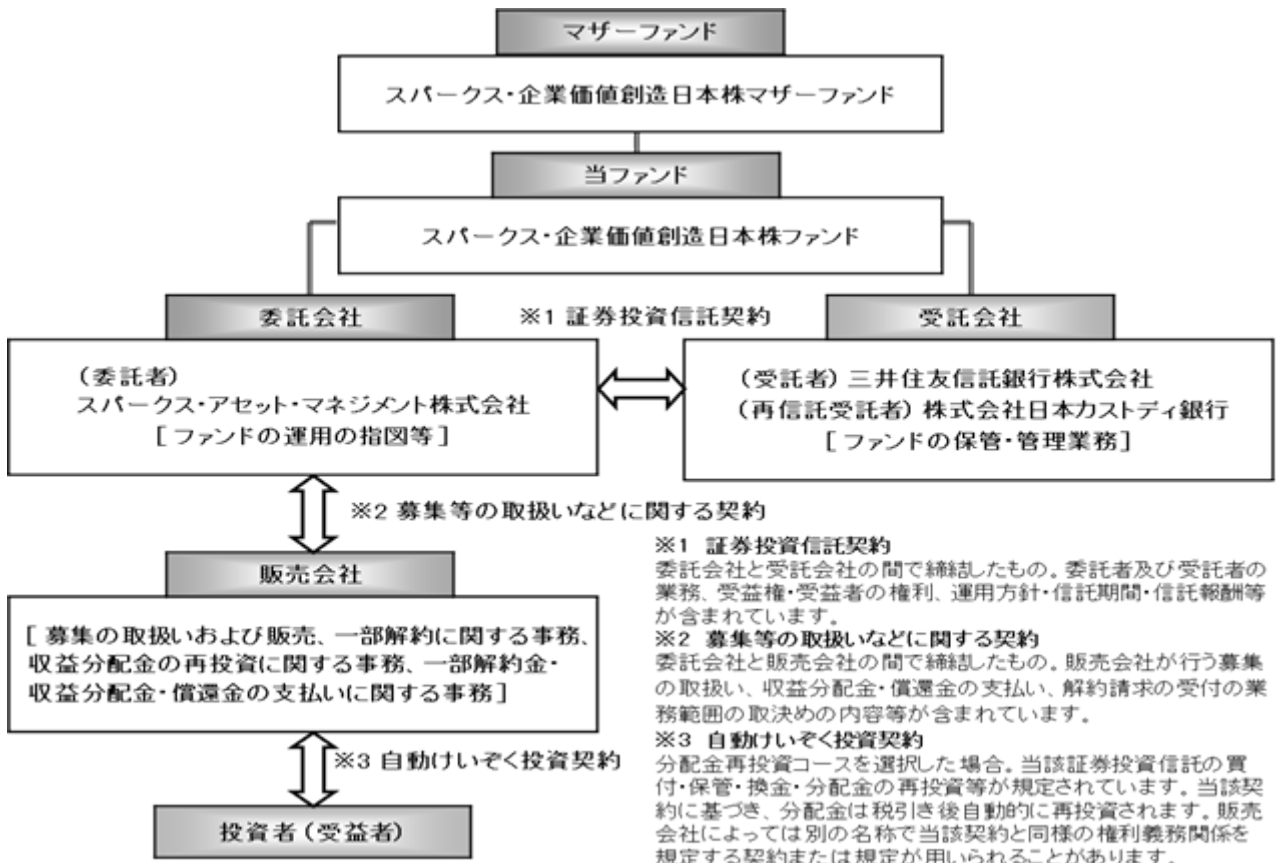 マザーファンド
スパークス・企業価値創造日本株マザーファンド
当ファンド
スパークス・企業価値創造日本株ファンド
委託会社
※1 証券投資信託契約
受託会社
(委託者)
スパークス・アセット・マネジメント株式会社
[ファンドの運用の指図等]
(受託者) 三井住友信託銀行株式会社
(再信託受託者) 株式会社日本カストディ銀行
[ファンドの保管・管理業務]
※2 募集等の取扱いなどに関する契約
販売会社
[ 募集の取扱いおよび販売、一部解約に関する事務、
収益分配金の再投資に関する事務、一部解約金・
収益分配金・償還金の支払いに関する事務]
※3 自動けいぞく投資契約
投資者(受益者)
※1 証券投資信託契約
委託会社と受託会社の間で締結したもの。委託者及び受託者の
業務、受益権・受益者の権利、運用方針・信託期間・信託報酬等
が含まれています。
※2 募集等の取扱いなどに関する契約
委託会社と販売会社の間で締結したもの。販売会社が行う募集
の取扱い、収益分配金・償還金の支払い、解約請求の受付の業
務範囲の取決めの内容等が含まれています。
※3 自動けいぞく投資契約
分配金再投資コースを選択した場合。当該証券投資信託の買
付・保管・換金・分配金の再投資等が規定されています。当該契
約に基づき、分配金は税引き後自動的に再投資されます。販売
会社によっては別の名称で当該契約と同様の権利義務関係を
規定する契約または規定が用いられることがあります。